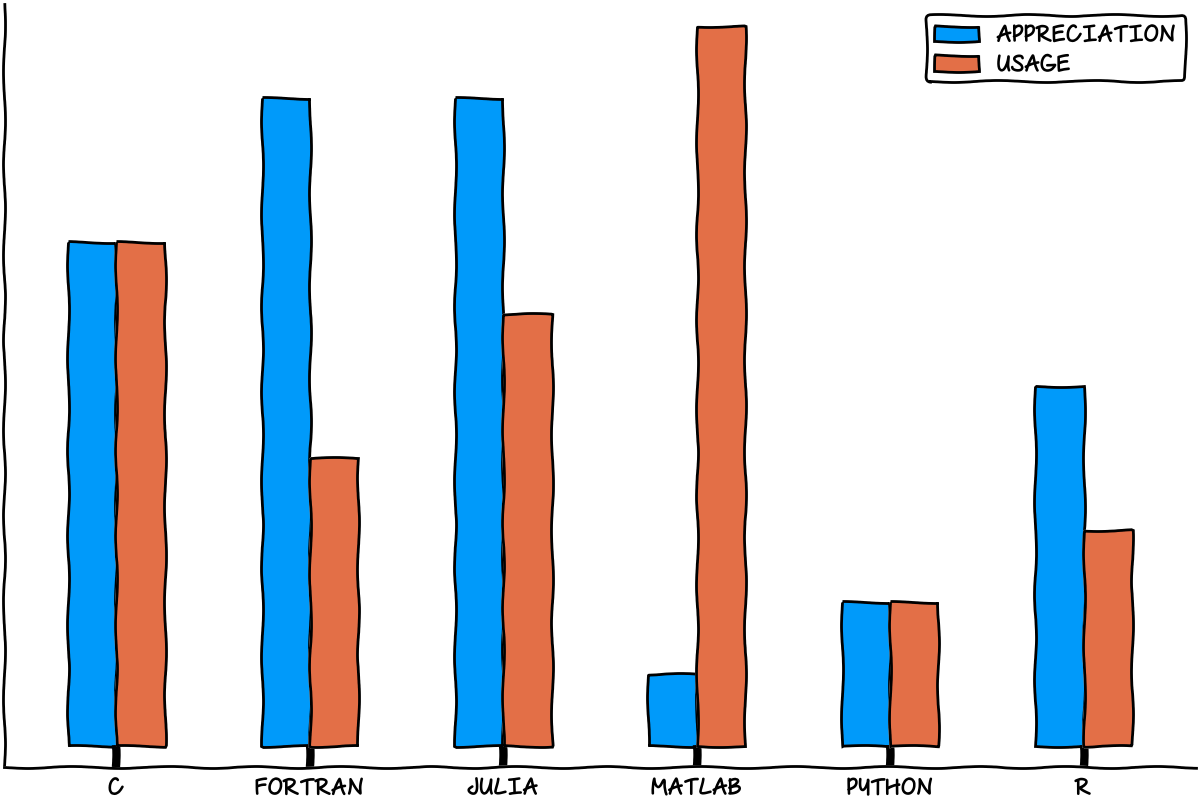 APPRECIATION
USAGE
C
FORTRAN
JULIA
MATLAB
PYTHON
R